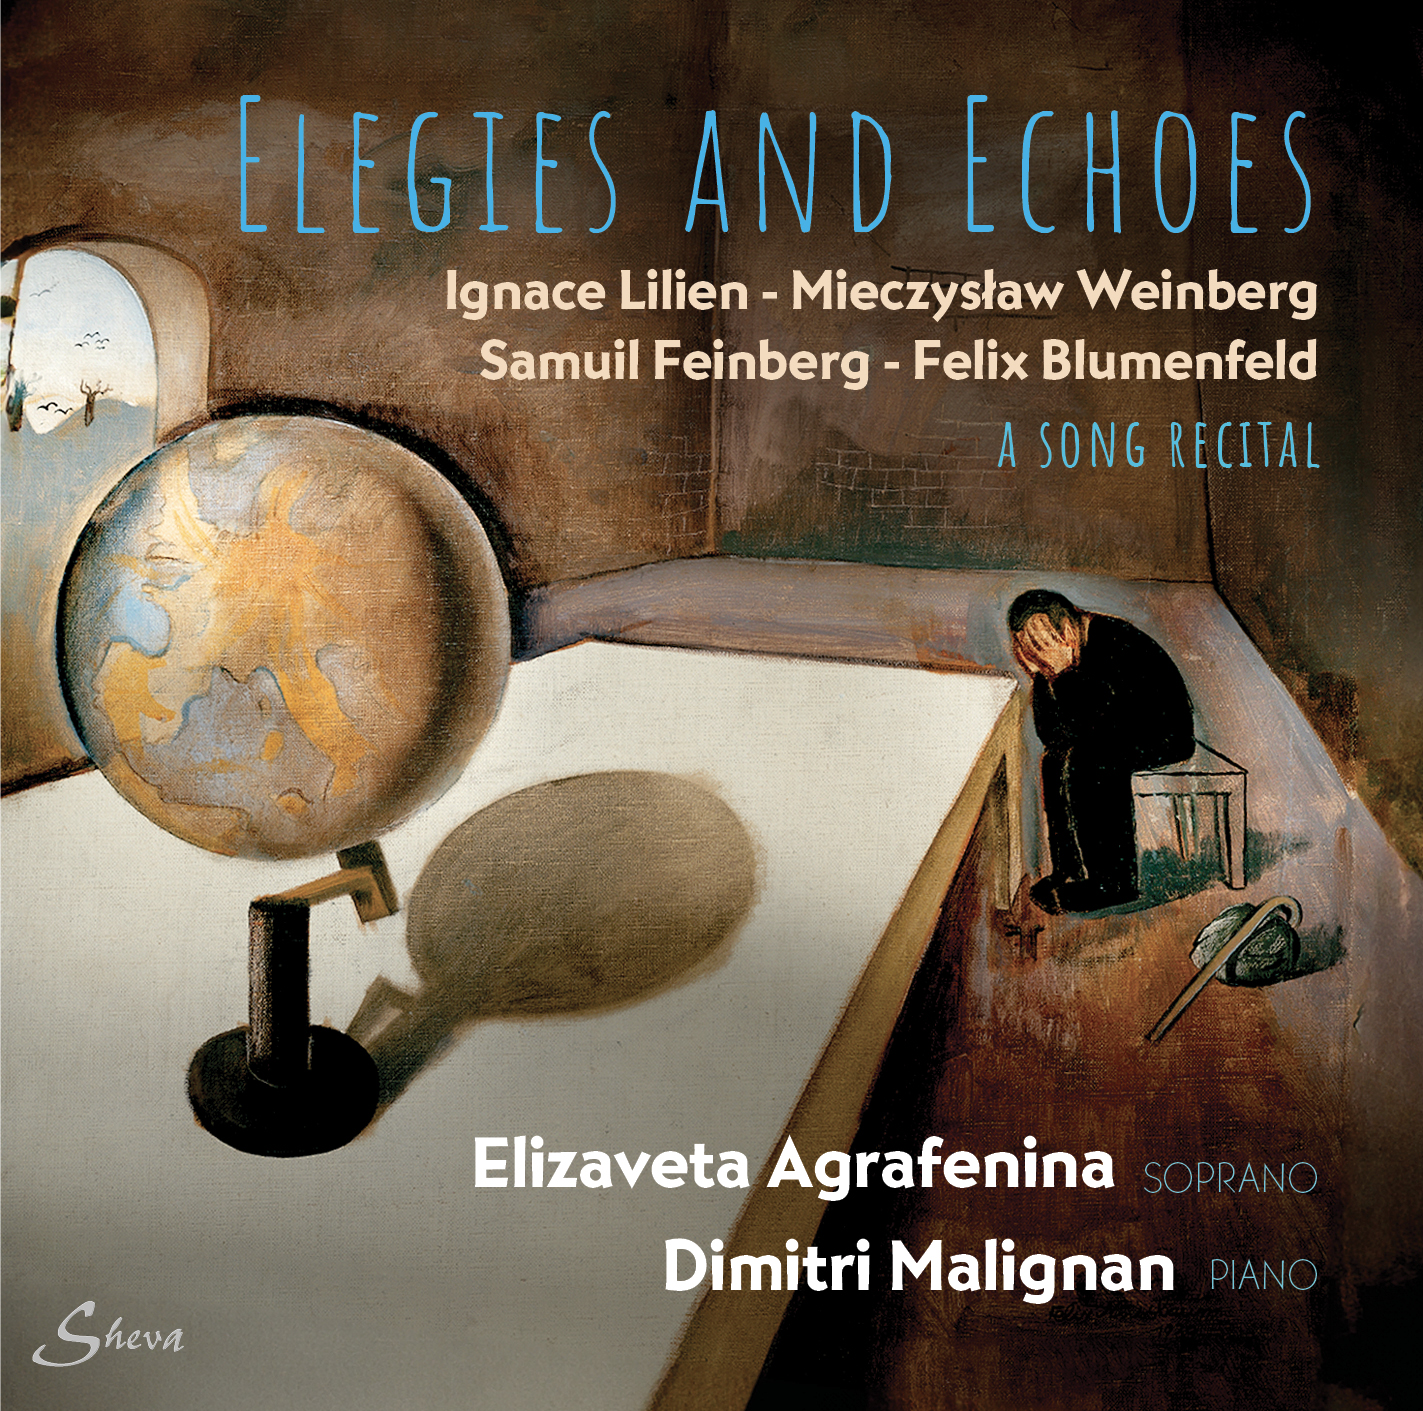 Elegies and Echoes
Ignace Lilien - Mieczysław Weinberg
Samuil Feinberg - Felix Blumenfeld
A SONG RECITAL
Elizaveta Agrafenina SOPRANO
Dimitri Malignan PIANO
Sheva